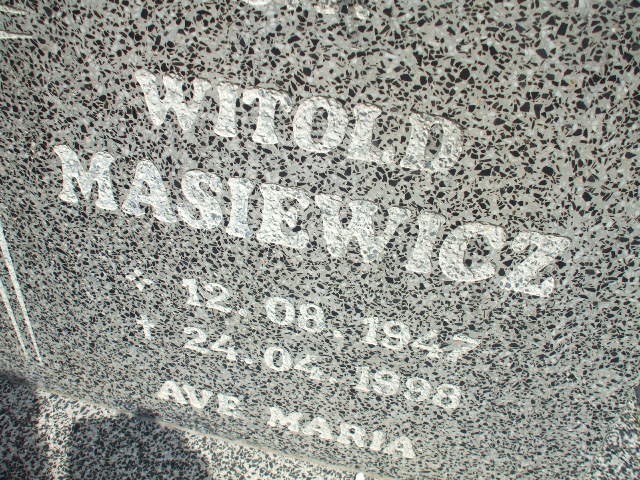 WITOLD
MASIEWICZ
* 12.08.1947
+ 24.04.1998
AVE MARIA